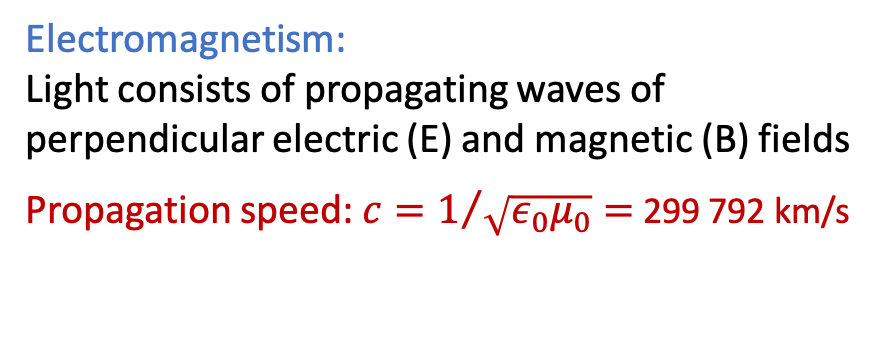 Electromagnetism:
Light consists of propagating waves of
perpendicular electric (E) and magnetic (B) fields
Propagation speed: c = 1/√ϵ₀μ₀ = 299 792 km/s